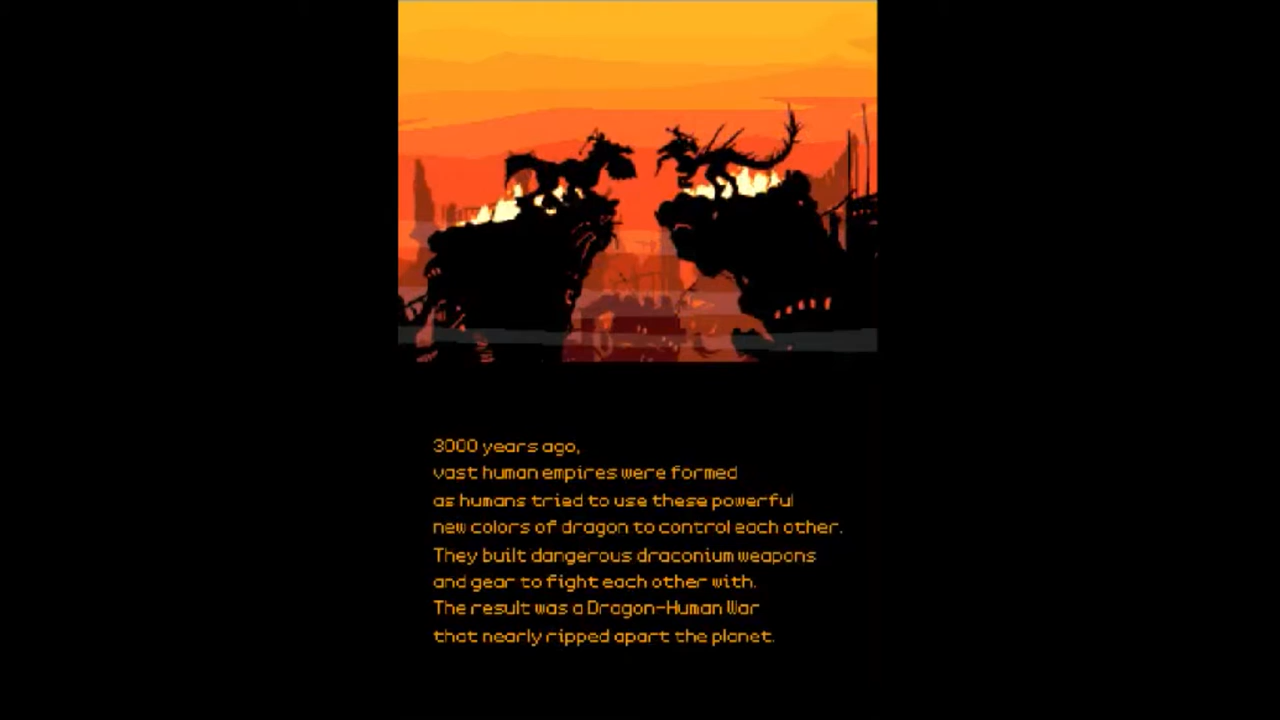 3000 years ago,
vast human empires were formed
as humans tried to use these powerful
new colors of dragon to control each other.
They built dangerous draconium weapons
and gear to fight each other with.
The result was a Dragon-Human War
that nearly ripped apart the planet.